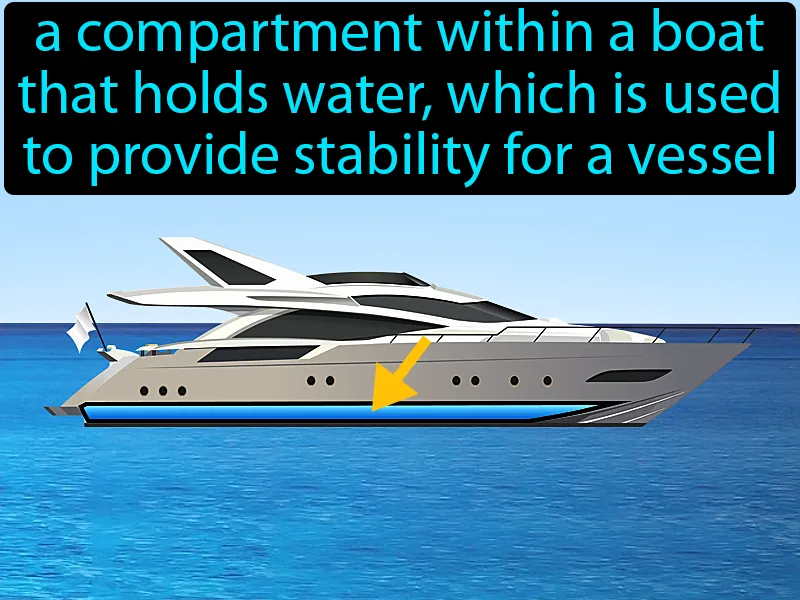 a compartment within a boat
that holds water, which is used
to provide stability for a vessel